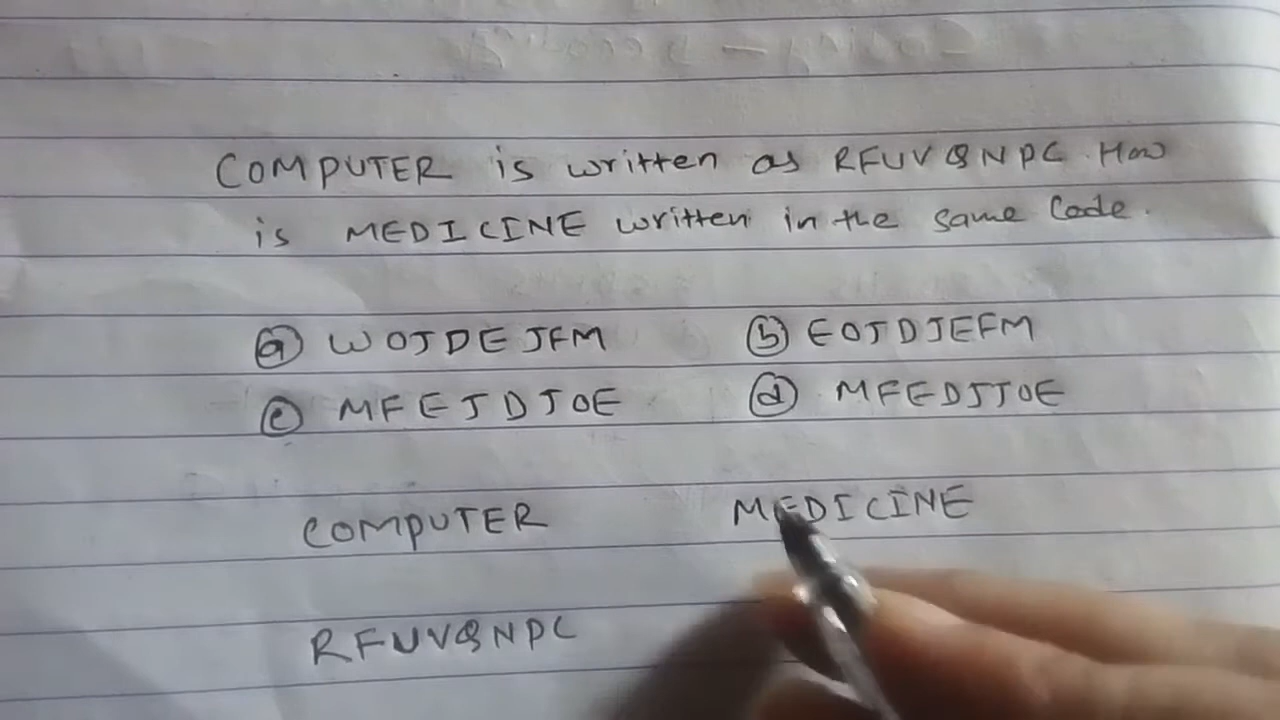 COMPUTER is written as RFUVQNPC. How
is MEDICINE written in the same Code.
(a) WOJDEJFM (b) EOJDJEFM
(c) MFEJDJOE (d) MFEDJJOE
COMPUTER MEDICINE
RFUVQNPC